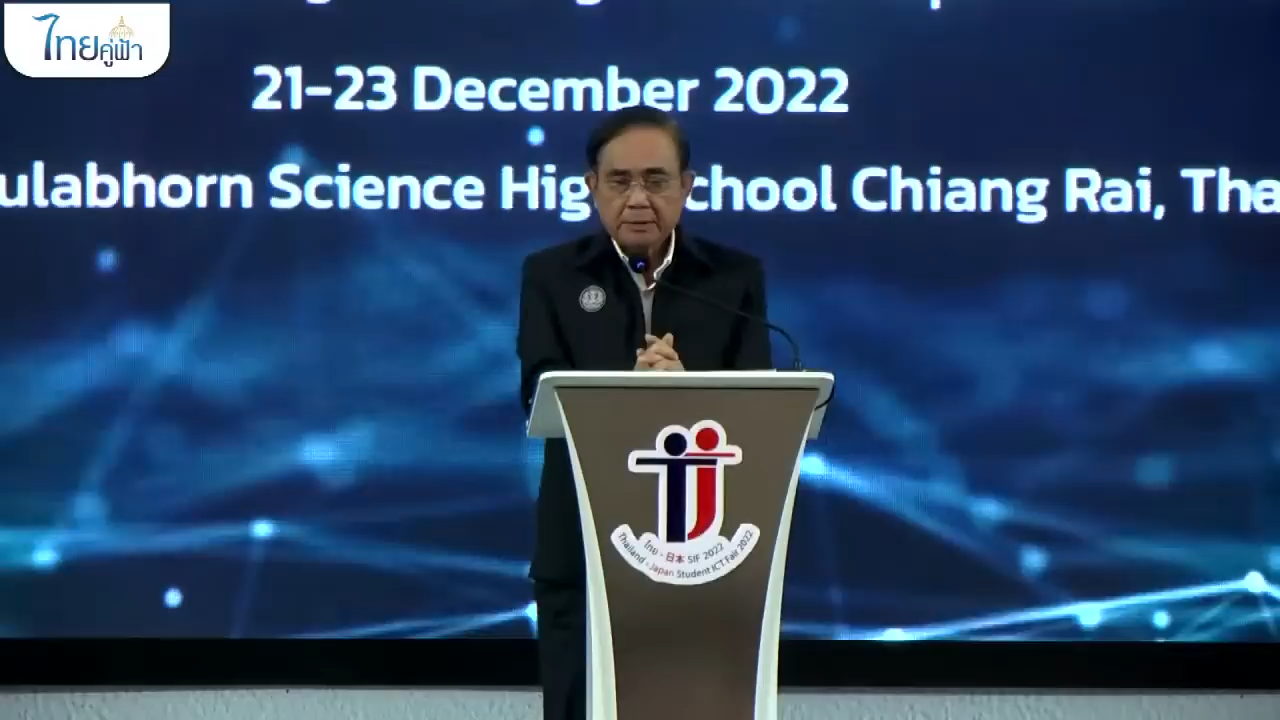 ไทยคู่ฟ้า
21-23 December 2022
ulabhorn Science Hig chool Chiang Rai, Tha
TJ
ไทย - 日本 SIF 2022
Thailand - Japan Student ICT Fair 2022